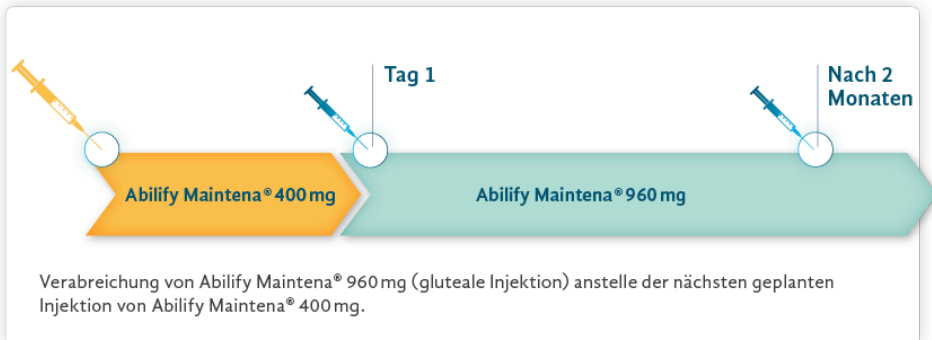 Tag 1
Nach 2
Monaten
Abilify Maintena® 400 mg
Abilify Maintena® 960 mg
Verabreichung von Abilify Maintena® 960 mg (gluteale Injektion) anstelle der nächsten geplanten
Injektion von Abilify Maintena® 400 mg.